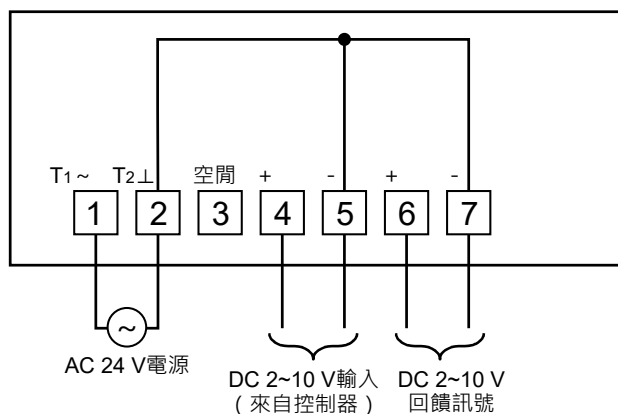 T1~ T2⊥ 空閒 + - + -
1 2 3 4 5 6 7
~
AC 24 V電源
DC 2~10 V輸入
(來自控制器)
DC 2~10 V
回饋訊號